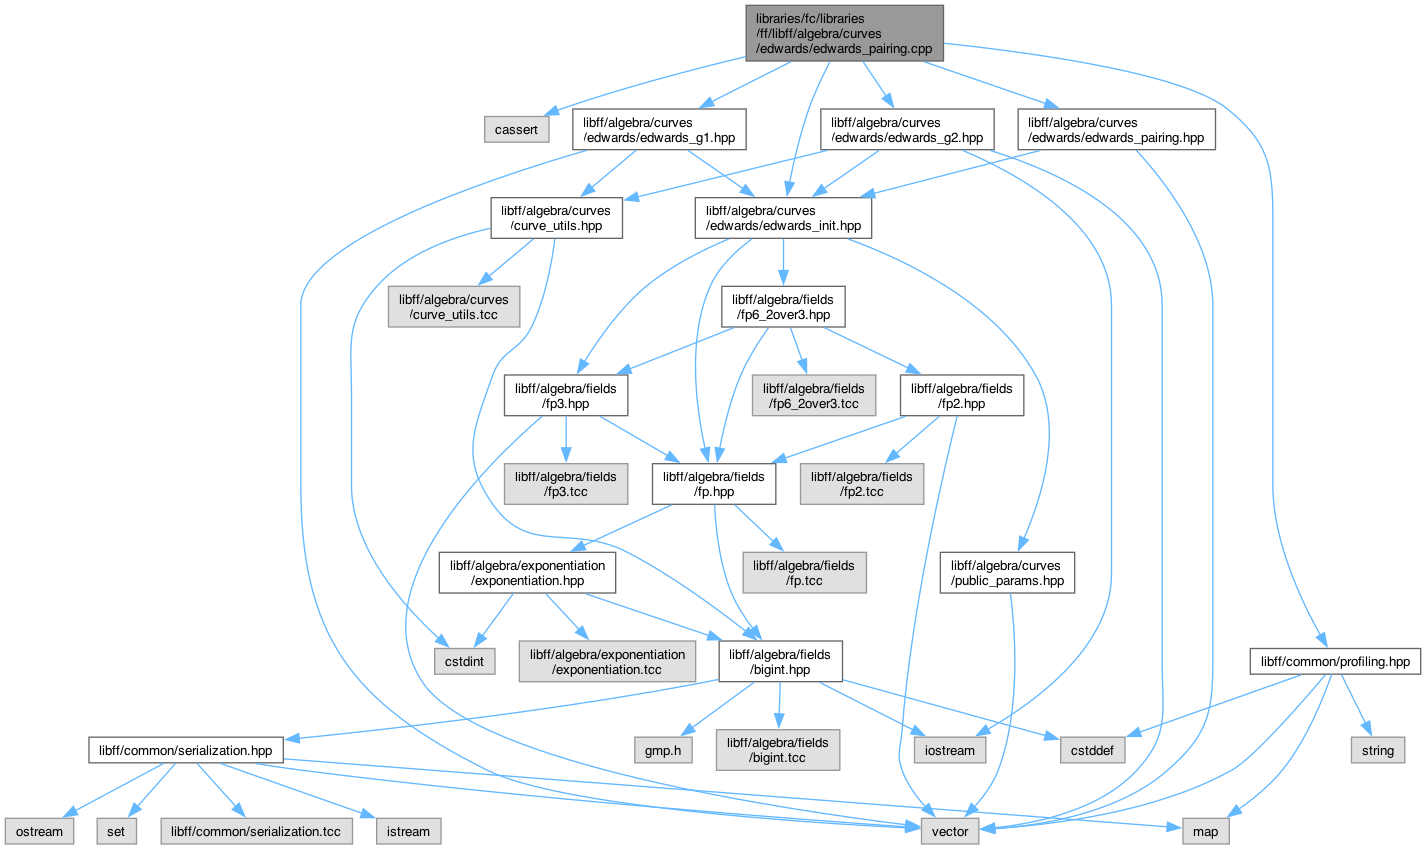 libraries/fc/libraries
/ff/libff/algebra/curves
/edwards/edwards_pairing.cpp
cassert
libff/algebra/curves
/edwards/edwards_g1.hpp
libff/algebra/curves
/edwards/edwards_g2.hpp
libff/algebra/curves
/edwards/edwards_pairing.hpp
libff/algebra/curves
/curve_utils.hpp
libff/algebra/curves
/edwards/edwards_init.hpp
libff/algebra/curves
/curve_utils.tcc
libff/algebra/fields
/fp6_2over3.hpp
libff/algebra/fields
/fp3.hpp
libff/algebra/fields
/fp6_2over3.tcc
libff/algebra/fields
/fp2.hpp
libff/algebra/fields
/fp3.tcc
libff/algebra/fields
/fp.hpp
libff/algebra/fields
/fp2.tcc
libff/algebra/exponentiation
/exponentiation.hpp
libff/algebra/fields
/fp.tcc
libff/algebra/curves
/public_params.hpp
cstdint
libff/algebra/exponentiation
/exponentiation.tcc
libff/algebra/fields
/bigint.hpp
libff/common/profiling.hpp
libff/common/serialization.hpp
gmp.h
libff/algebra/fields
/bigint.tcc
iostream
cstddef
string
ostream
set
libff/common/serialization.tcc
istream
vector
map